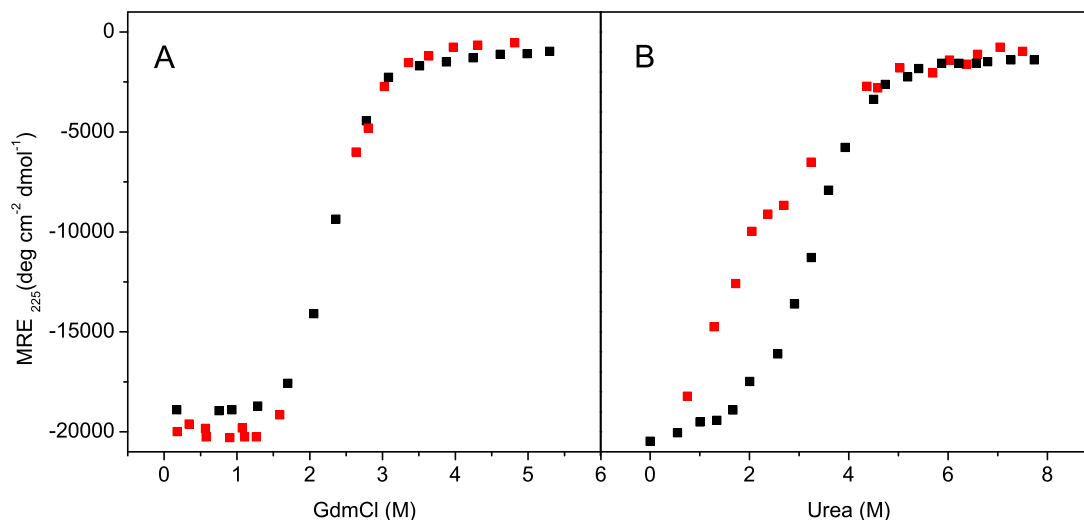 A
B
MRE 225(deg cm-2 dmol-1)
0
-5000
-10000
-15000
-20000
0 1 2 3 4 5 6 0 2 4 6 8
GdmCl (M) Urea (M)